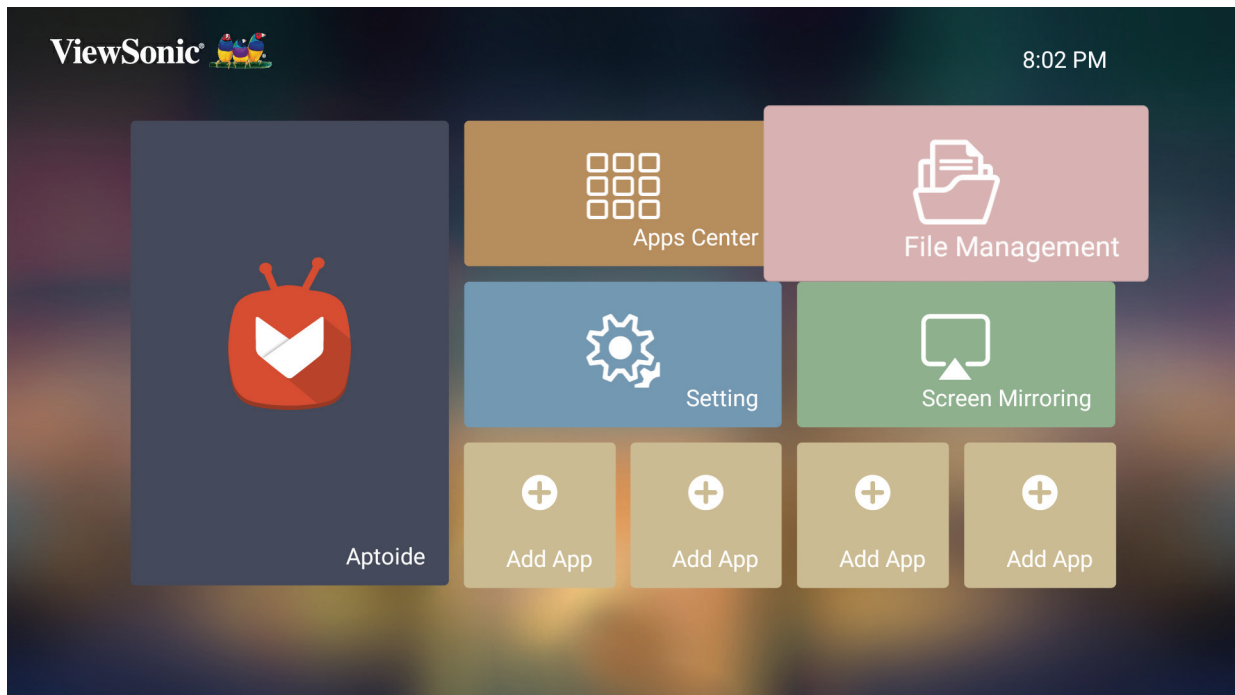 ViewSonic®
8:02 PM
Apps Center
File Management
Setting
Screen Mirroring
Aptoide
Add App
Add App
Add App
Add App